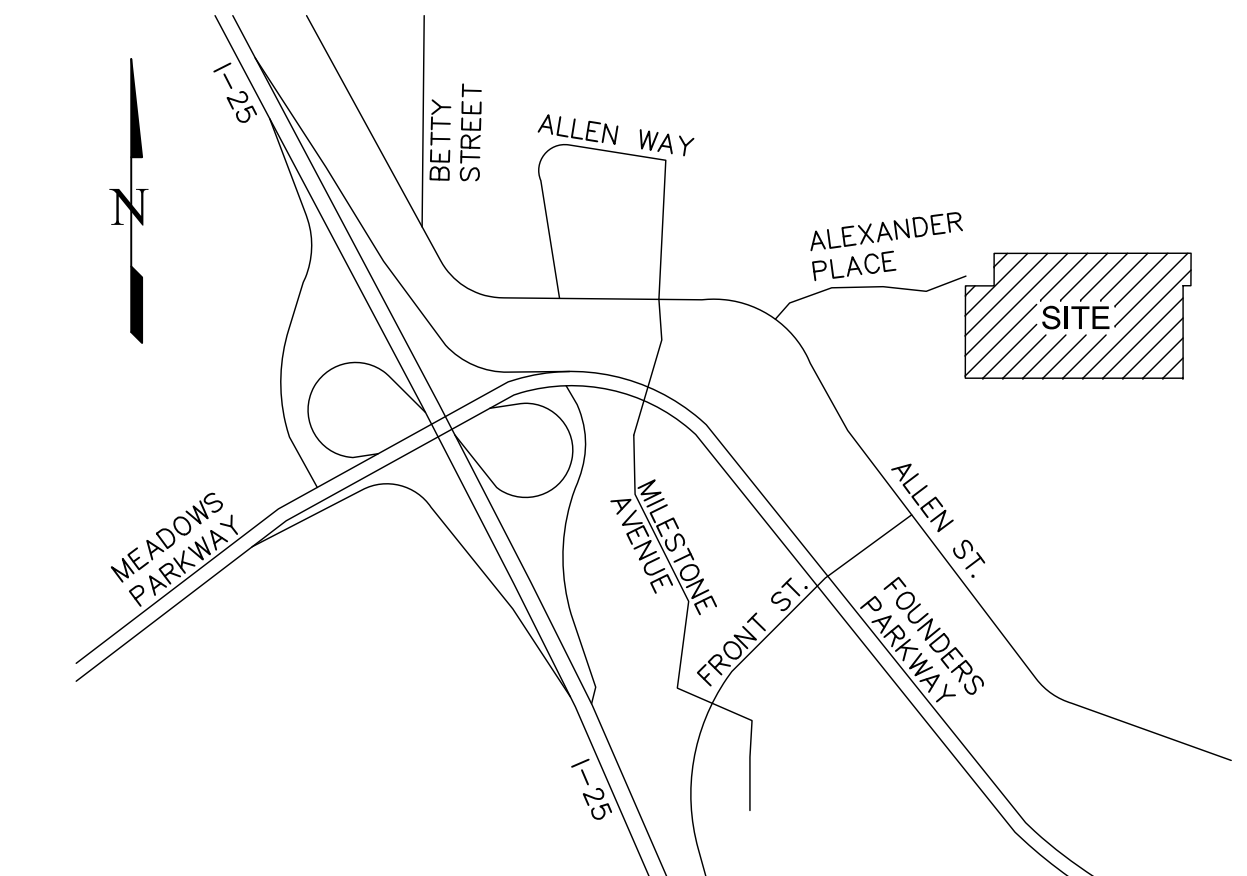 I-25
BETTY
STREET
ALLEN WAY
N
ALEXANDER
PLACE
SITE
MEADOWS
PARKWAY
MILESTONE
AVENUE
ALLEN ST.
FRONT ST.
FOUNDERS
PARKWAY
I-25